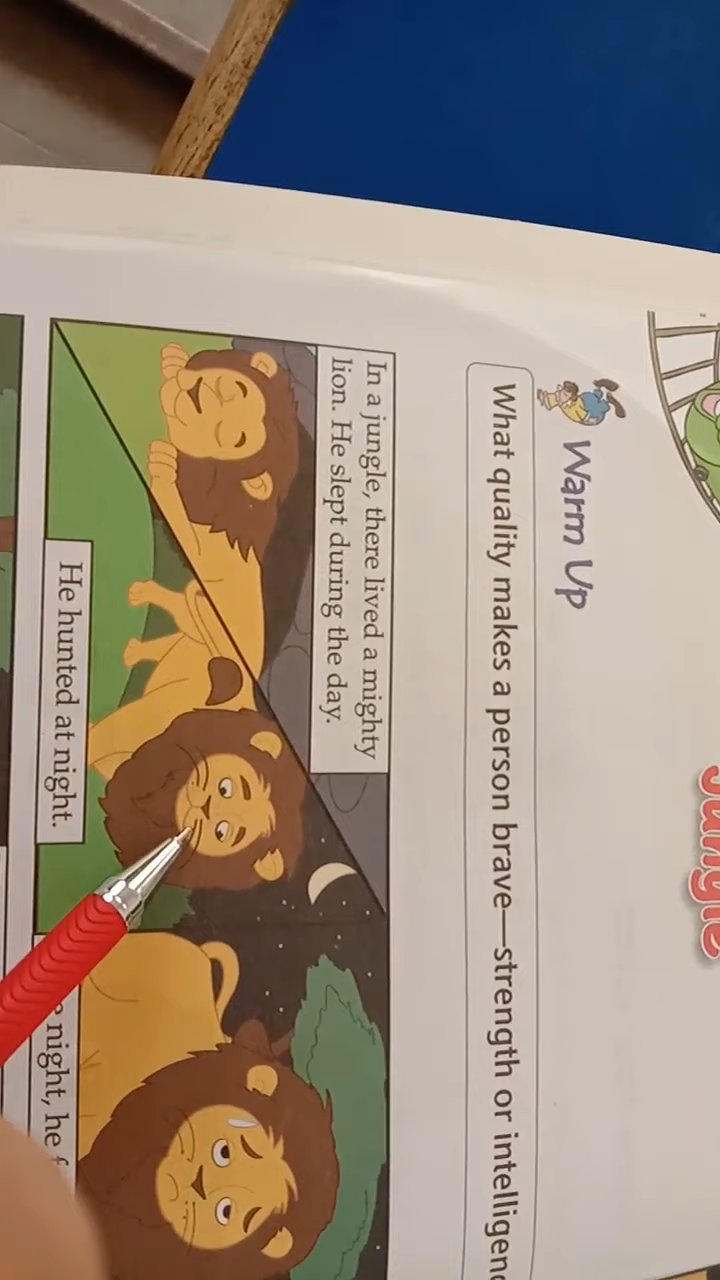 Jungle
Warm Up
What quality makes a person brave—strength or
In a jungle, there lived a mighty
lion. He slept during the day.
He hunted at night.
night, he